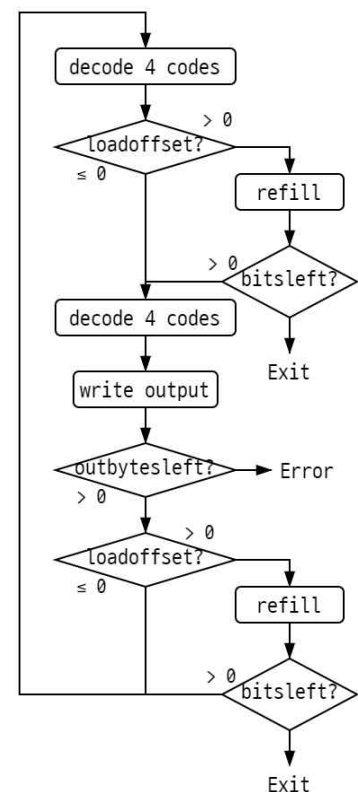 decode 4 codes
> 0
loadoffset?
≤ 0
refill
> 0
bitsleft?
decode 4 codes
Exit
write output
outbytesleft?
Error
> 0
> 0
loadoffset?
≤ 0
refill
> 0
bitsleft?
Exit